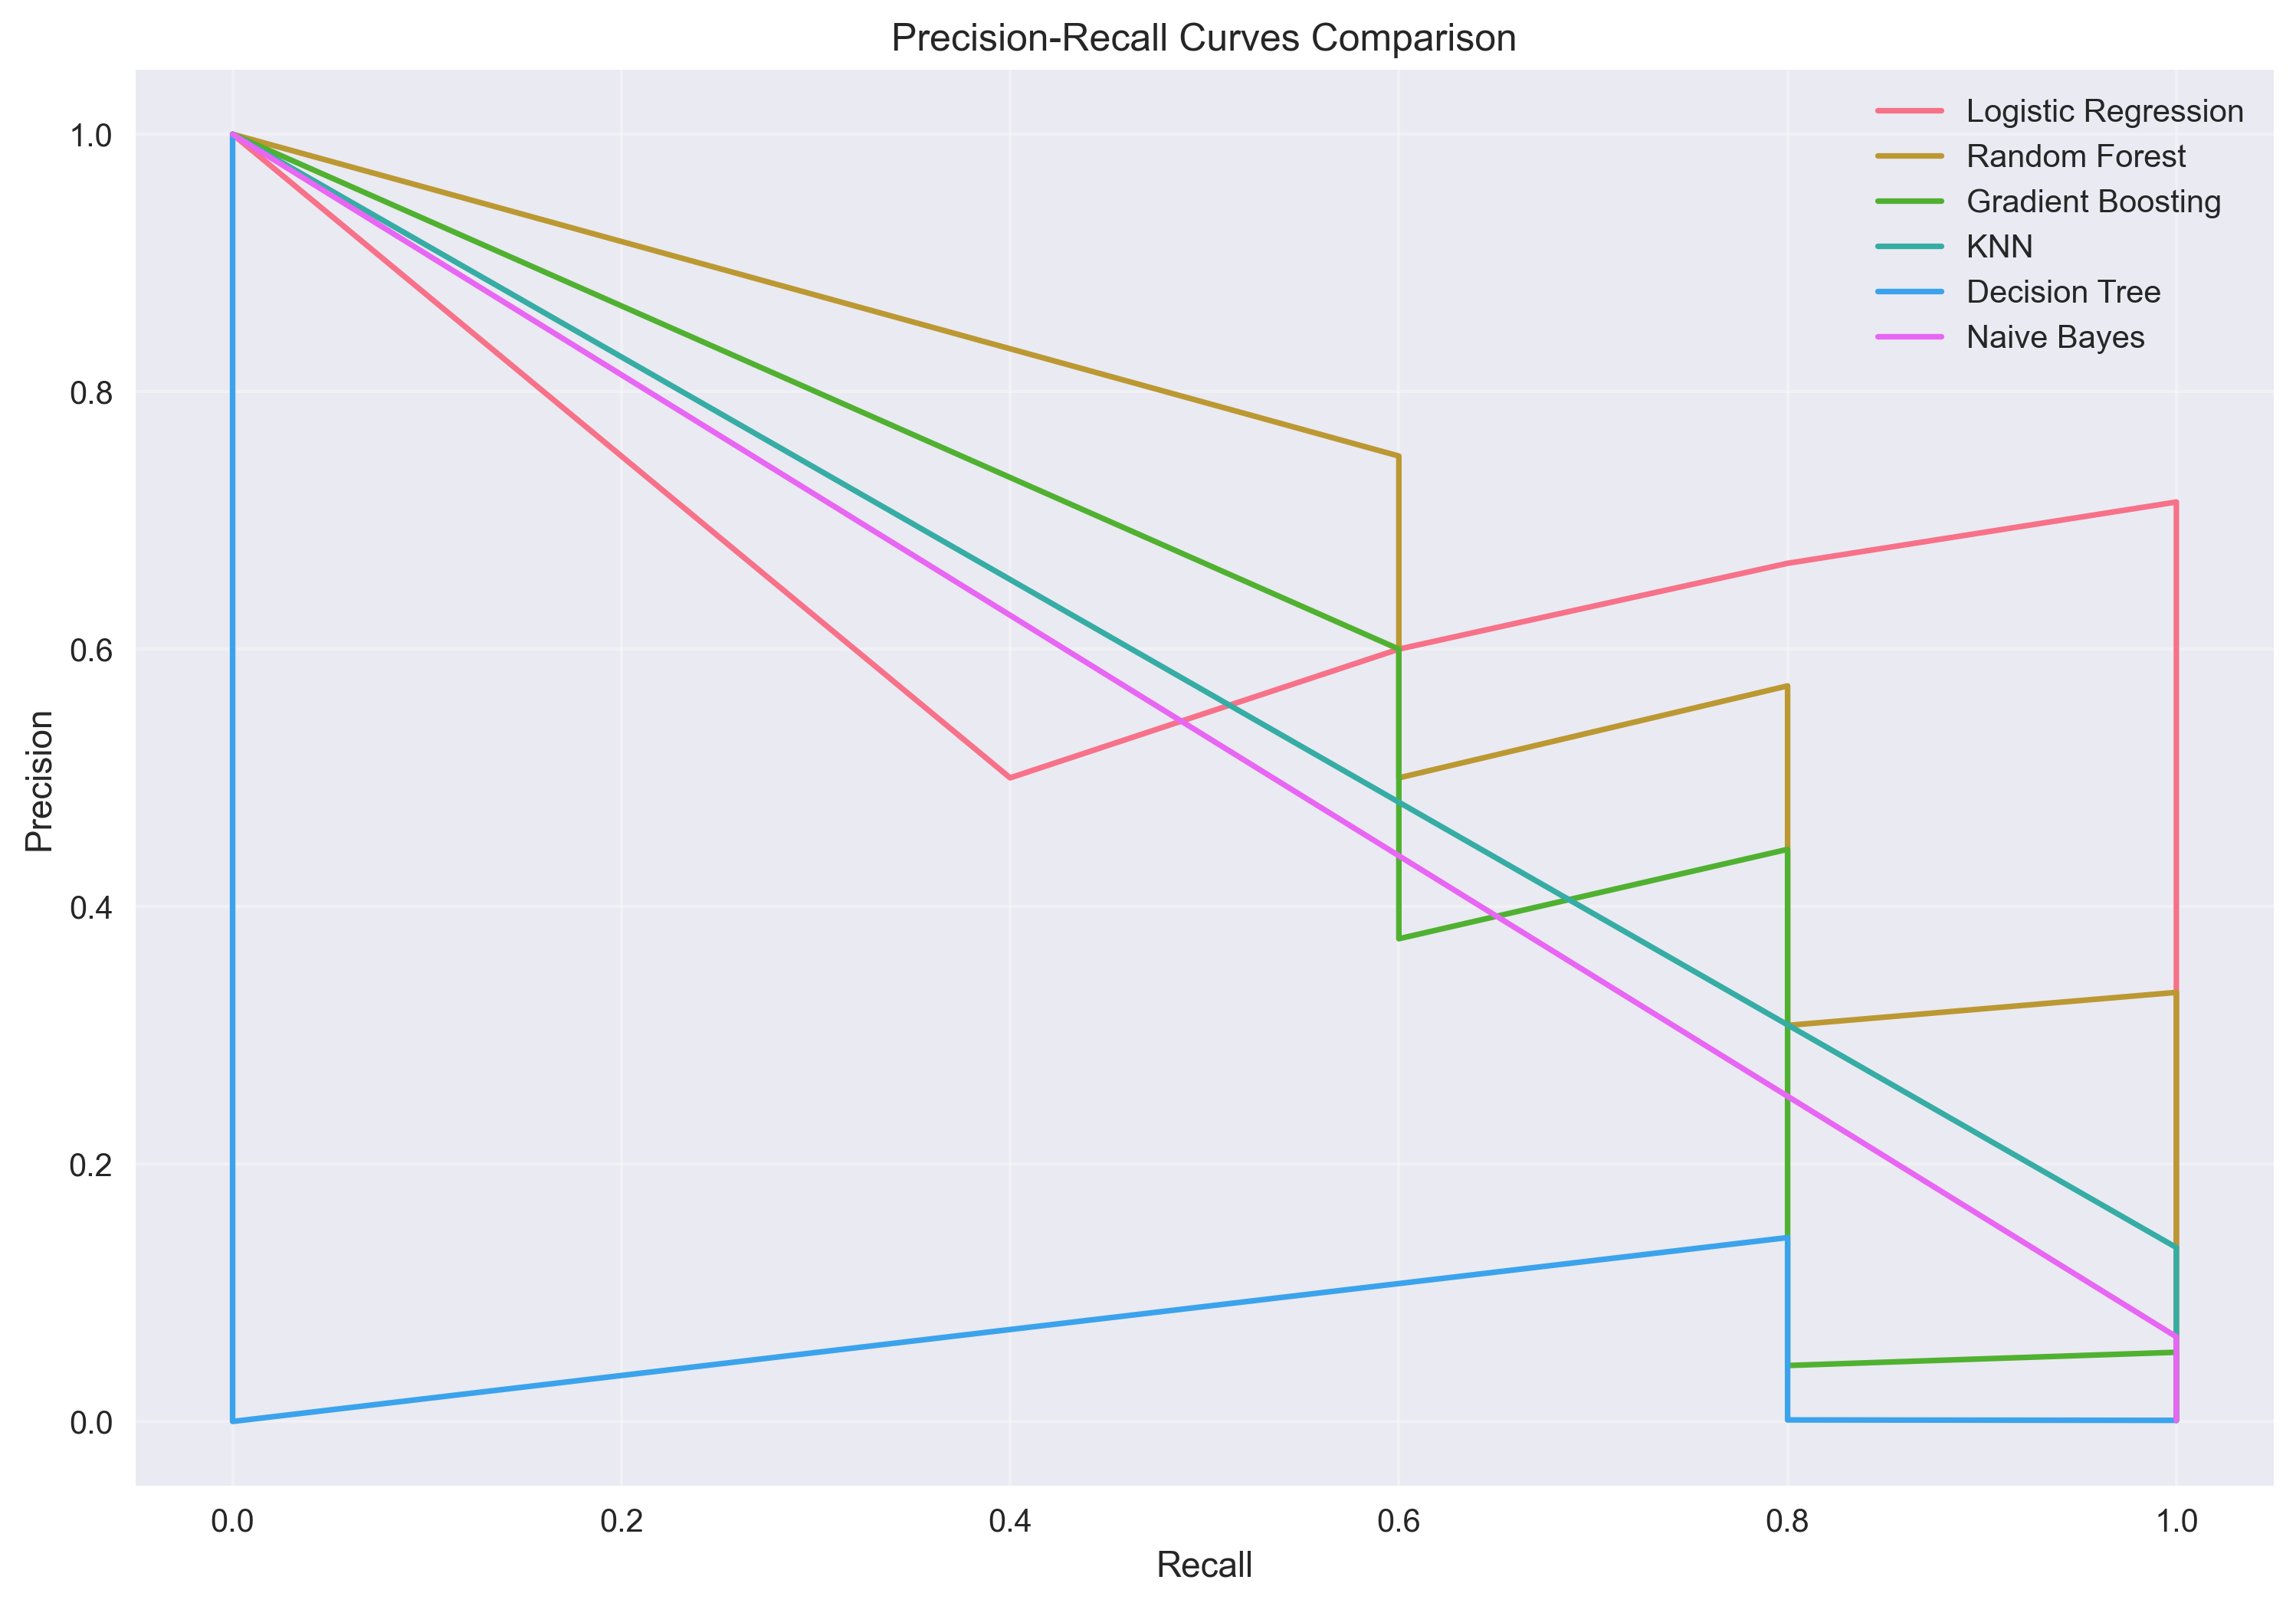 Precision-Recall Curves Comparison
Logistic Regression
Random Forest
Gradient Boosting
KNN
Decision Tree
Naive Bayes
1.0
0.8
0.6
0.4
0.2
0.0
Precision
0.0 0.2 0.4 0.6 0.8 1.0
Recall